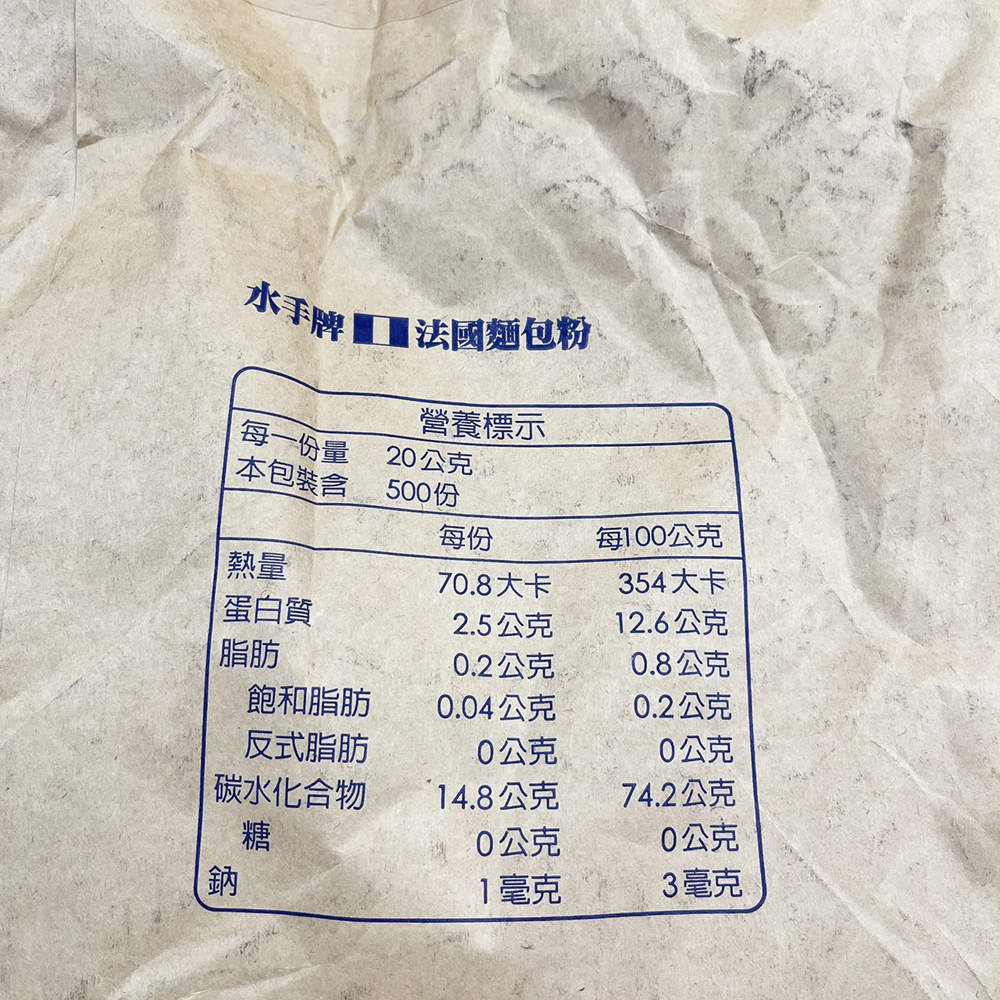 水手牌 法國麵包粉
營養標示
每一份量 20公克
本包裝含 500份
每份 每100公克
熱量 70.8大卡 354大卡
蛋白質 2.5公克 12.6公克
脂肪 0.2公克 0.8公克
飽和脂肪 0.04公克 0.2公克
反式脂肪 0公克 0公克
碳水化合物 14.8公克 74.2公克
糖 0公克 0公克
鈉 1毫克 3毫克